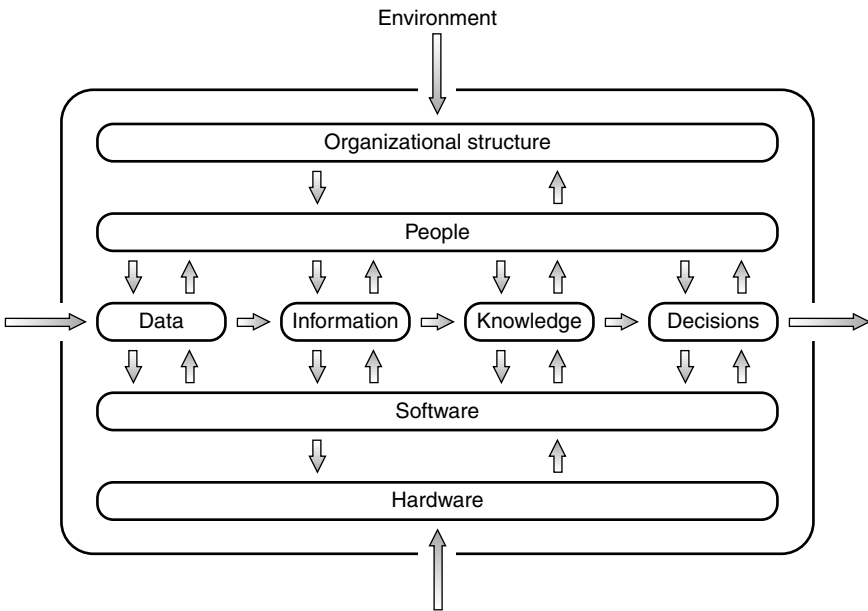 Environment
Organizational structure
People
Data
Information
Knowledge
Decisions
Software
Hardware